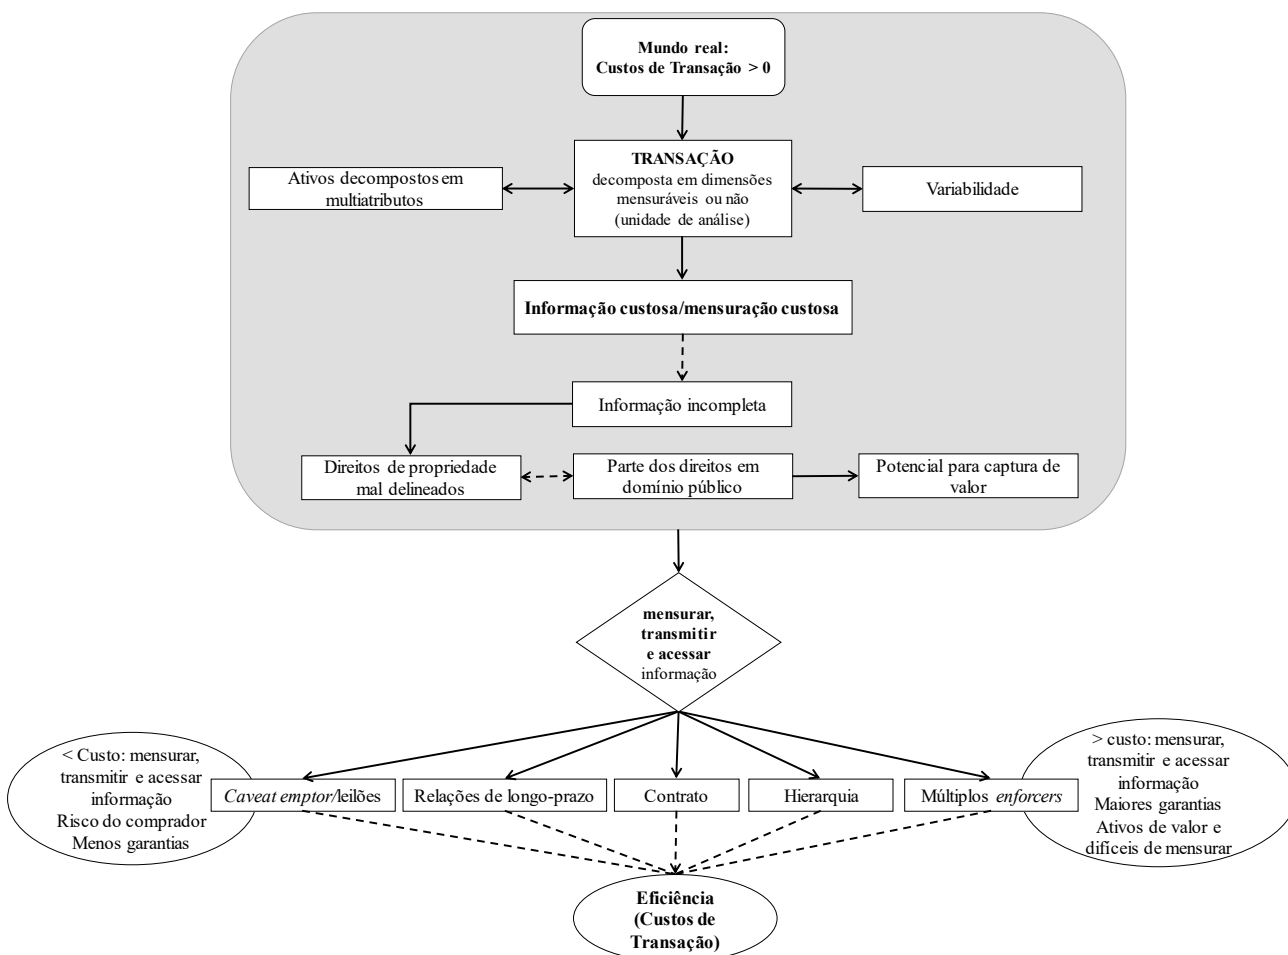 Mundo real:
Custos de Transação > 0
TRANSAÇÃO
decomposta em dimensões
mensuráveis ou não
(unidade de análise)
Ativos decompostos em
multiatributos
Variabilidade
Informação custosa/mensuração custosa
Informação incompleta
Direitos de propriedade
mal delineados
Parte dos direitos em
domínio público
Potencial para captura de
valor
mensurar,
transmitir
e acessar
informação
< Custo: mensurar,
transmitir e acessar
informação
Risco do comprador
Menos garantias
Caveat emptor/leilões
Relações de longo-prazo
Contrato
Hierarquia
Múltiplos enforcers
> custo: mensurar,
transmitir e acessar
informação
Maiores garantias
Ativos de valor e
difíceis de mensurar
Eficiência
(Custos de
Transação)